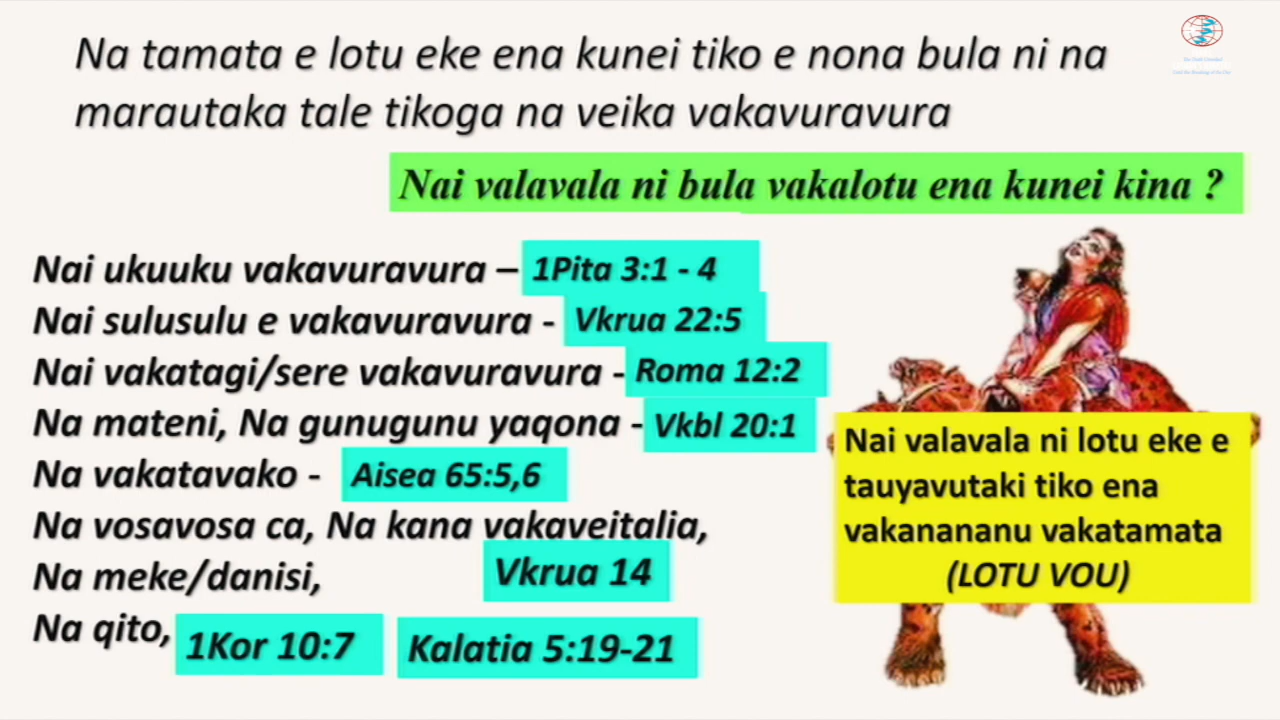 Na tamata e lotu eke ena kunei tiko e nona bula ni na
marautaka tale tikoga na veika vakavuravura
Nai valavala ni bula vakalotu ena kunei kina ?
Nai ukuuku vakavuravura – 1Pita 3:1 - 4
Nai sulusulu e vakavuravura - Vkrua 22:5
Nai vakatagi/sere vakavuravura - Roma 12:2
Na mateni, Na gunugunu yaqona - Vkbl 20:1
Na vakatavako - Aisea 65:5,6
Na vosavosa ca, Na kana vakaveitalia,
Na meke/danisi, Vkrua 14
Na qito, 1Kor 10:7 Kalatia 5:19-21
Nai valavala ni lotu eke e
tauyavutaki tiko ena
vakanananu vakatamata
(LOTU VOU)